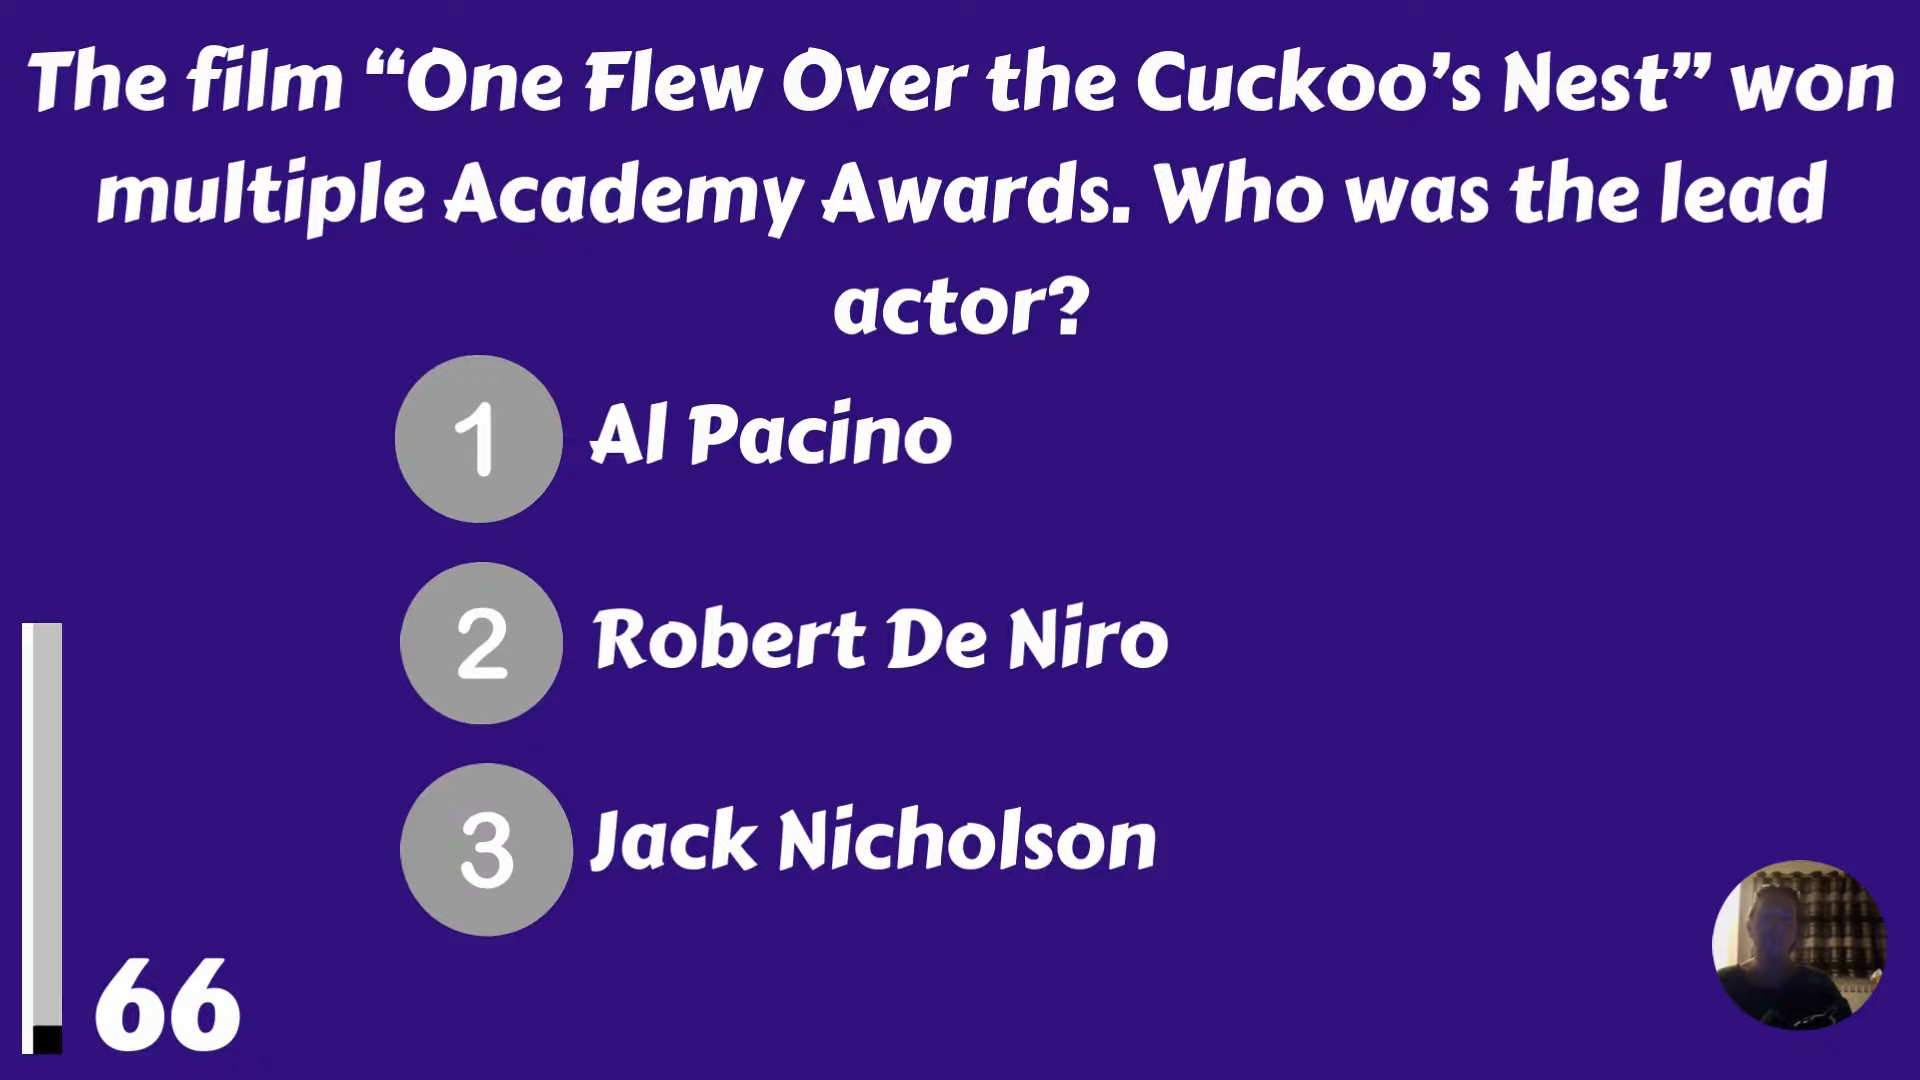 The film “One Flew Over the Cuckoo’s Nest” won
multiple Academy Awards. Who was the lead
actor?
1 Al Pacino
2 Robert De Niro
3 Jack Nicholson
66